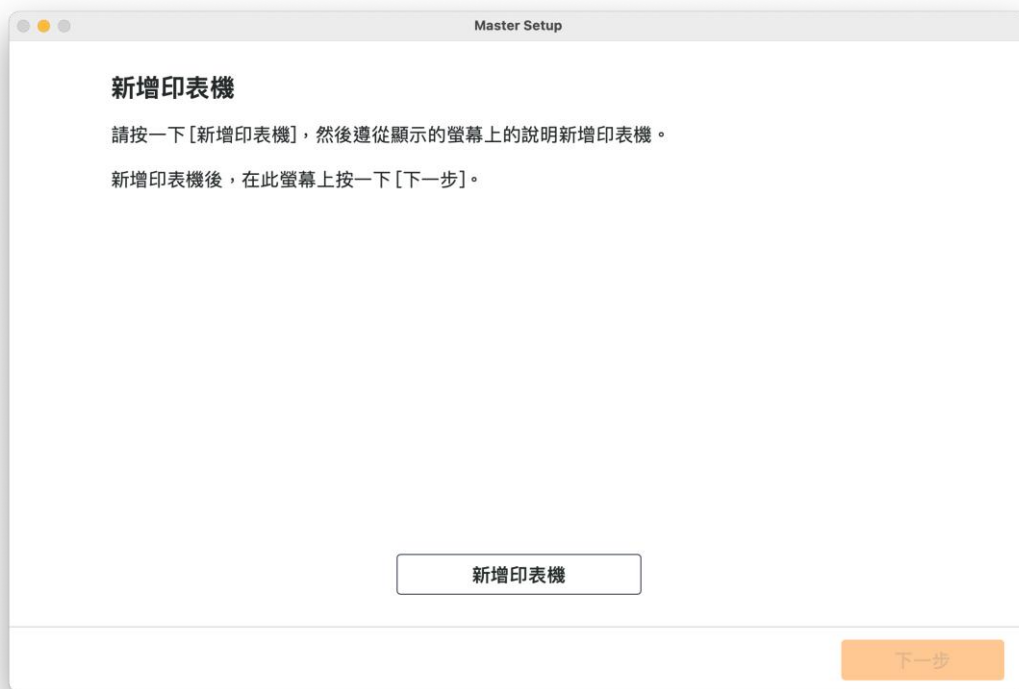 Master Setup
新增印表機
請按一下[新增印表機]，然後遵從顯示的螢幕上的說明新增印表機。
新增印表機後，在此螢幕上按一下[下一步]。
新增印表機
下一步